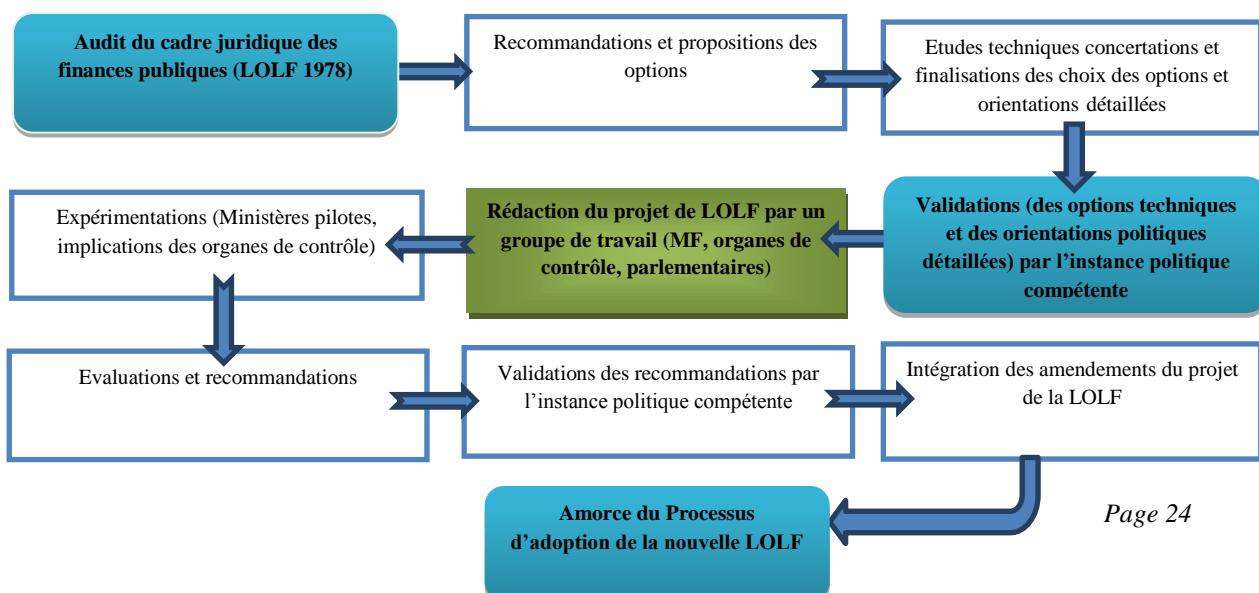 Audit du cadre juridique des
finances publiques (LOLF 1978)
Recommandations et propositions des
options
Etudes techniques concertations et
finalisations des choix des options et
orientations détaillées
Validations (des options techniques
et des orientations politiques
détaillées) par l'instance politique
compétente
Rédaction du projet de LOLF par un
groupe de travail (MF, organes de
contrôle, parlementaires)
Expérimentations (Ministères pilotes,
implications des organes de contrôle)
Evaluations et recommandations
Validations des recommandations par
l'instance politique compétente
Intégration des amendements du projet
de la LOLF
Amorce du Processus
d'adoption de la nouvelle LOLF
Page 24